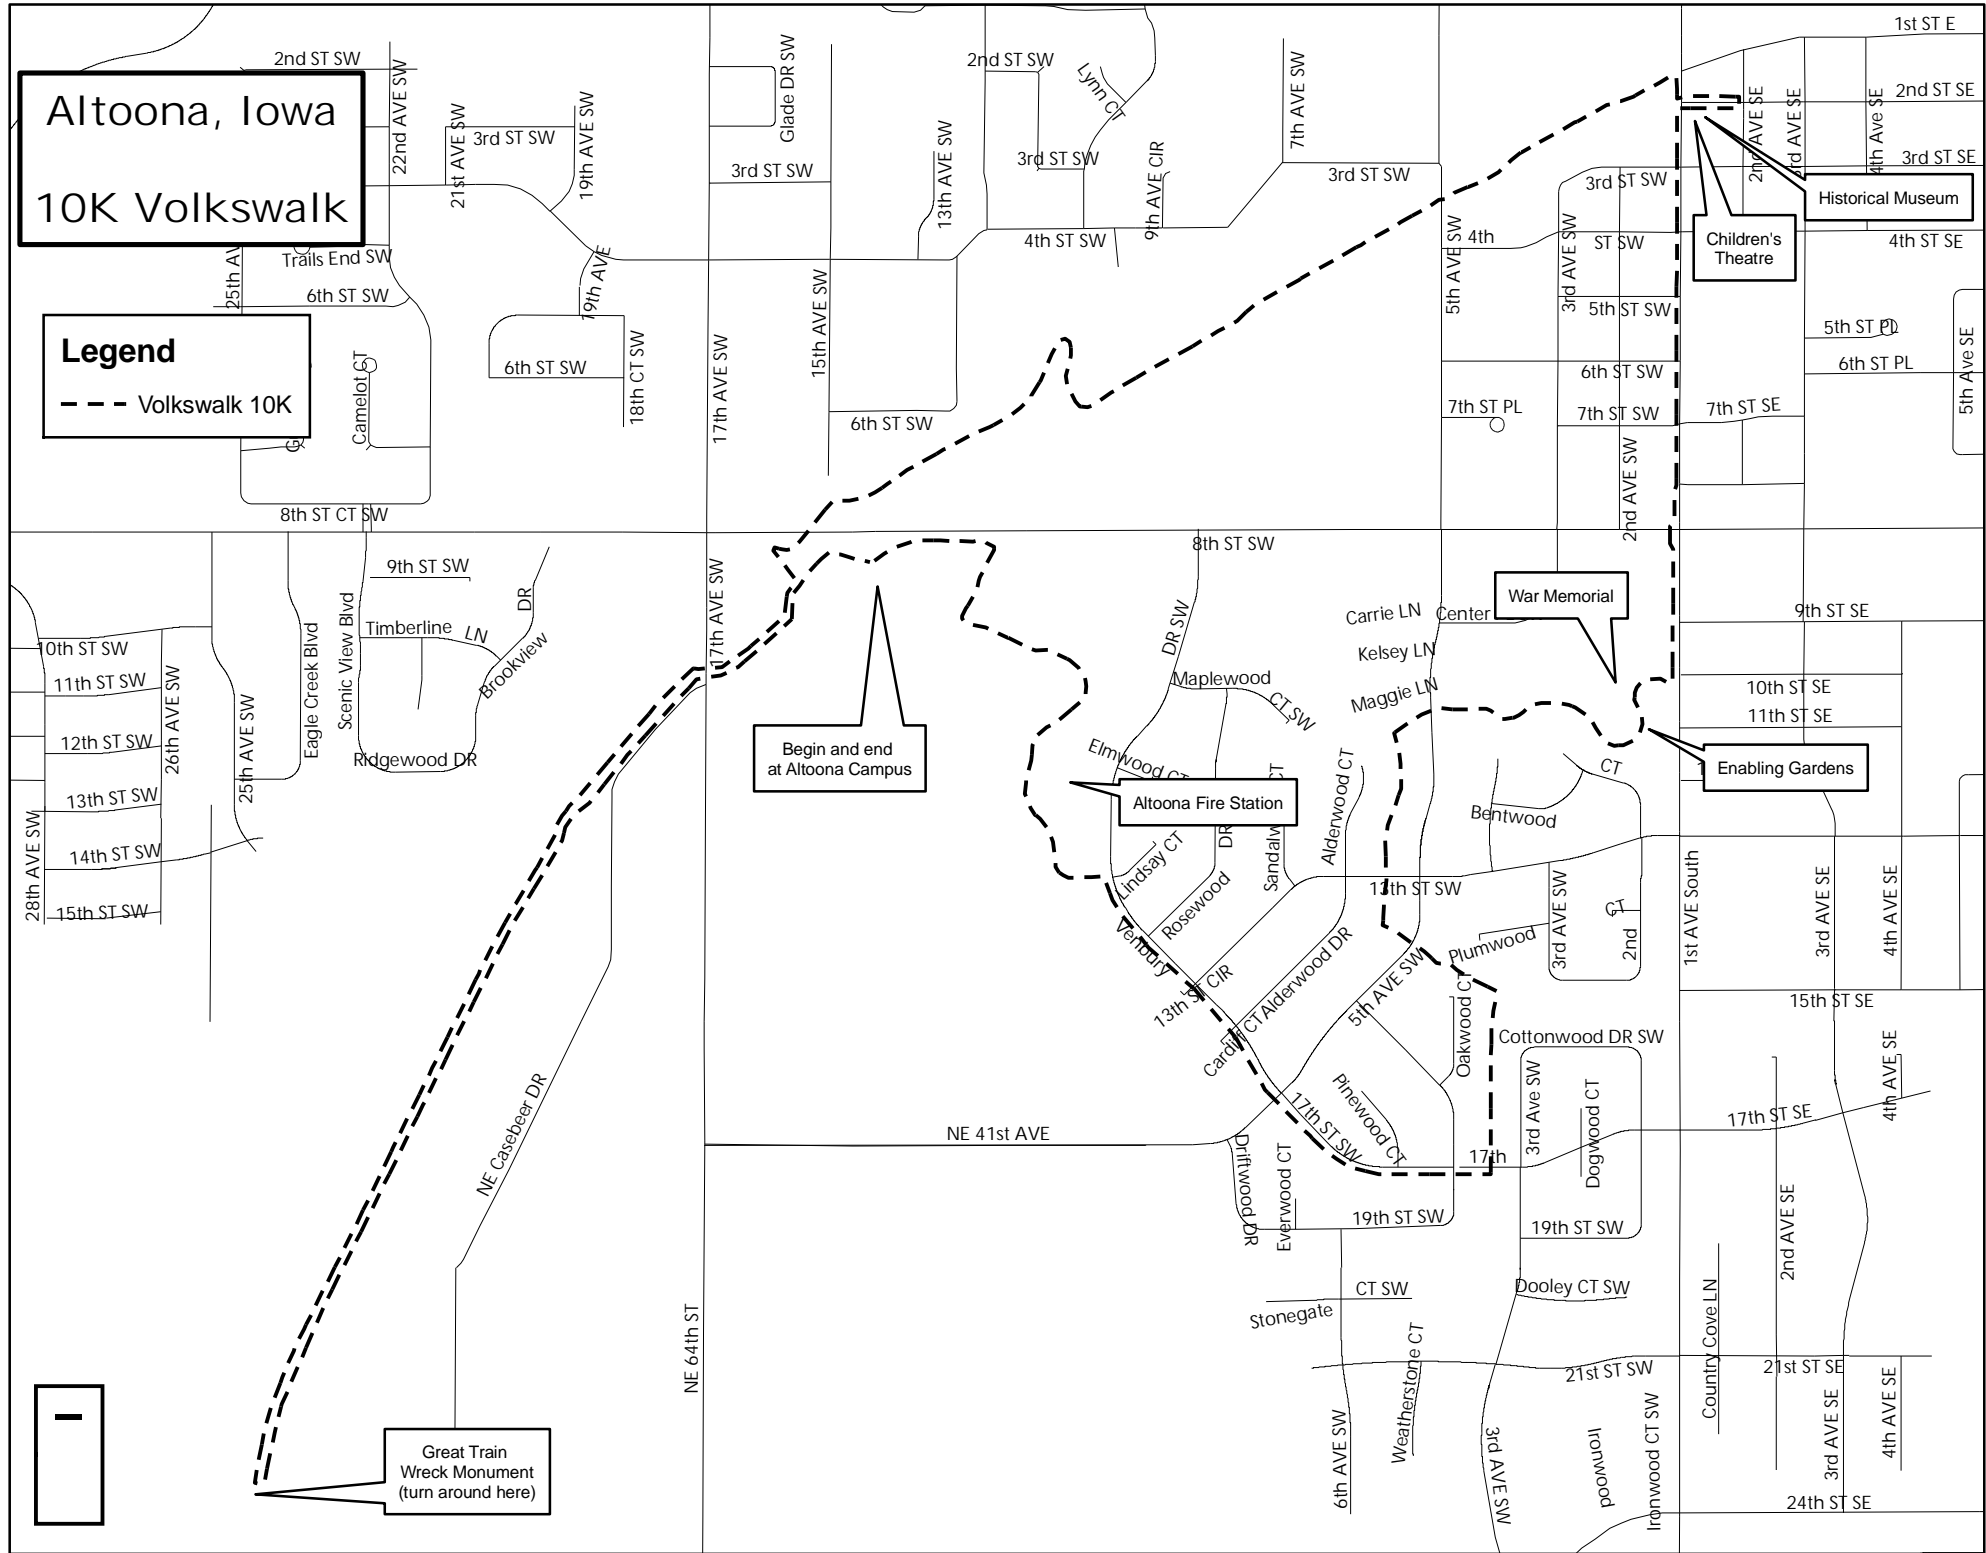 Altoona, Iowa
10K Volkswalk
Legend
Volkswalk 10K
2nd ST SW
22nd AVE SW
21st AVE SW
3rd ST SW
19th AVE SW
Glade DR SW
3rd ST SW
13th AVE SW
2nd ST SW
Lynn CT
3rd ST SW
9th AVE CIR
4th ST SW
7th AVE SW
3rd ST SW
1st ST E
2nd ST SE
2nd AVE SE
3rd AVE SE
4th Ave SE
3rd ST SE
3rd ST SW
Historical Museum
Children's
Theatre
4th ST SE
4th
ST SW
5th AVE SW
3rd AVE SW
5th ST SW
5th ST PL
6th ST PL
5th Ave SE
6th ST SW
7th ST PL
7th ST SW
7th ST SE
2nd AVE SW
Trails End SW
25th AV
6th ST SW
19th AVE
6th ST SW
18th CT SW
17th AVE SW
15th AVE SW
6th ST SW
Camelot CT
G
8th ST CT SW
8th ST SW
9th ST SW
Timberline
LN
DR
Brookview
Scenic View Blvd
Eagle Creek Blvd
Ridgewood DR
10th ST SW
11th ST SW
12th ST SW
13th ST SW
14th ST SW
15th ST SW
28th AVE SW
26th AVE SW
25th AVE SW
17th AVE SW
Begin and end
at Altoona Campus
DR SW
Maplewood
CT SW
Elmwood CT
Altoona Fire Station
Carrie LN
Center
Kelsey LN
Maggie LN
War Memorial
9th ST SE
10th ST SE
11th ST SE
Enabling Gardens
1
CT
Bentwood
Alderwood CT
CT
Sandalw
DR
Lindsay CT
Rosewood
Venbury
13th ST CIR
Cardiff CT
Alderwood DR
13th ST SW
5th AVE SW
Plumwood
3rd AVE SW
CT
2nd
1st AVE South
3rd AVE SE
4th AVE SE
15th ST SE
Oakwood CT
Cottonwood DR SW
3rd Ave SW
Dogwood CT
4th AVE SE
17th ST SE
Pinewood CT
17th ST SW
17th
NE 41st AVE
NE Casebeer DR
Driftwood DR
Everwood CT
19th ST SW
19th ST SW
2nd AVE SE
CT SW
Stonegate
Dooley CT SW
Country Cove LN
NE 64th ST
Weatherstone CT
21st ST SW
21st ST SE
6th AVE SW
3rd AVE SW
Ironwood
Ironwood CT SW
3rd AVE SE
4th AVE SE
24th ST SE
Great Train
Wreck Monument
(turn around here)